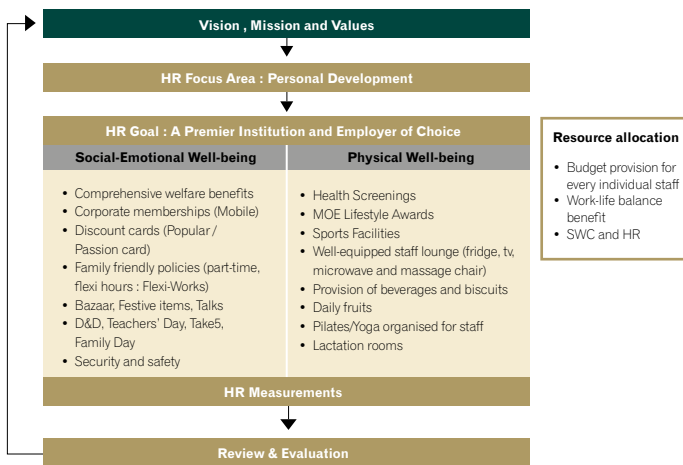 Vision , Mission and Values
HR Focus Area : Personal Development
HR Goal : A Premier Institution and Employer of Choice
Social-Emotional Well-being
• Comprehensive welfare benefits
• Corporate memberships (Mobile)
• Discount cards (Popular /
Passion card)
• Family friendly policies (part-time,
flexi hours : Flexi-Works)
• Bazaar, Festive items, Talks
• D&D, Teachers' Day, Take5,
Family Day
• Security and safety
Physical Well-being
• Health Screenings
• MOE Lifestyle Awards
• Sports Facilities
• Well-equipped staff lounge (fridge, tv,
microwave and massage chair)
• Provision of beverages and biscuits
• Daily fruits
• Pilates/Yoga organised for staff
• Lactation rooms
HR Measurements
Review & Evaluation
Resource allocation
• Budget provision for
every individual staff
• Work-life balance
benefit
• SWC and HR